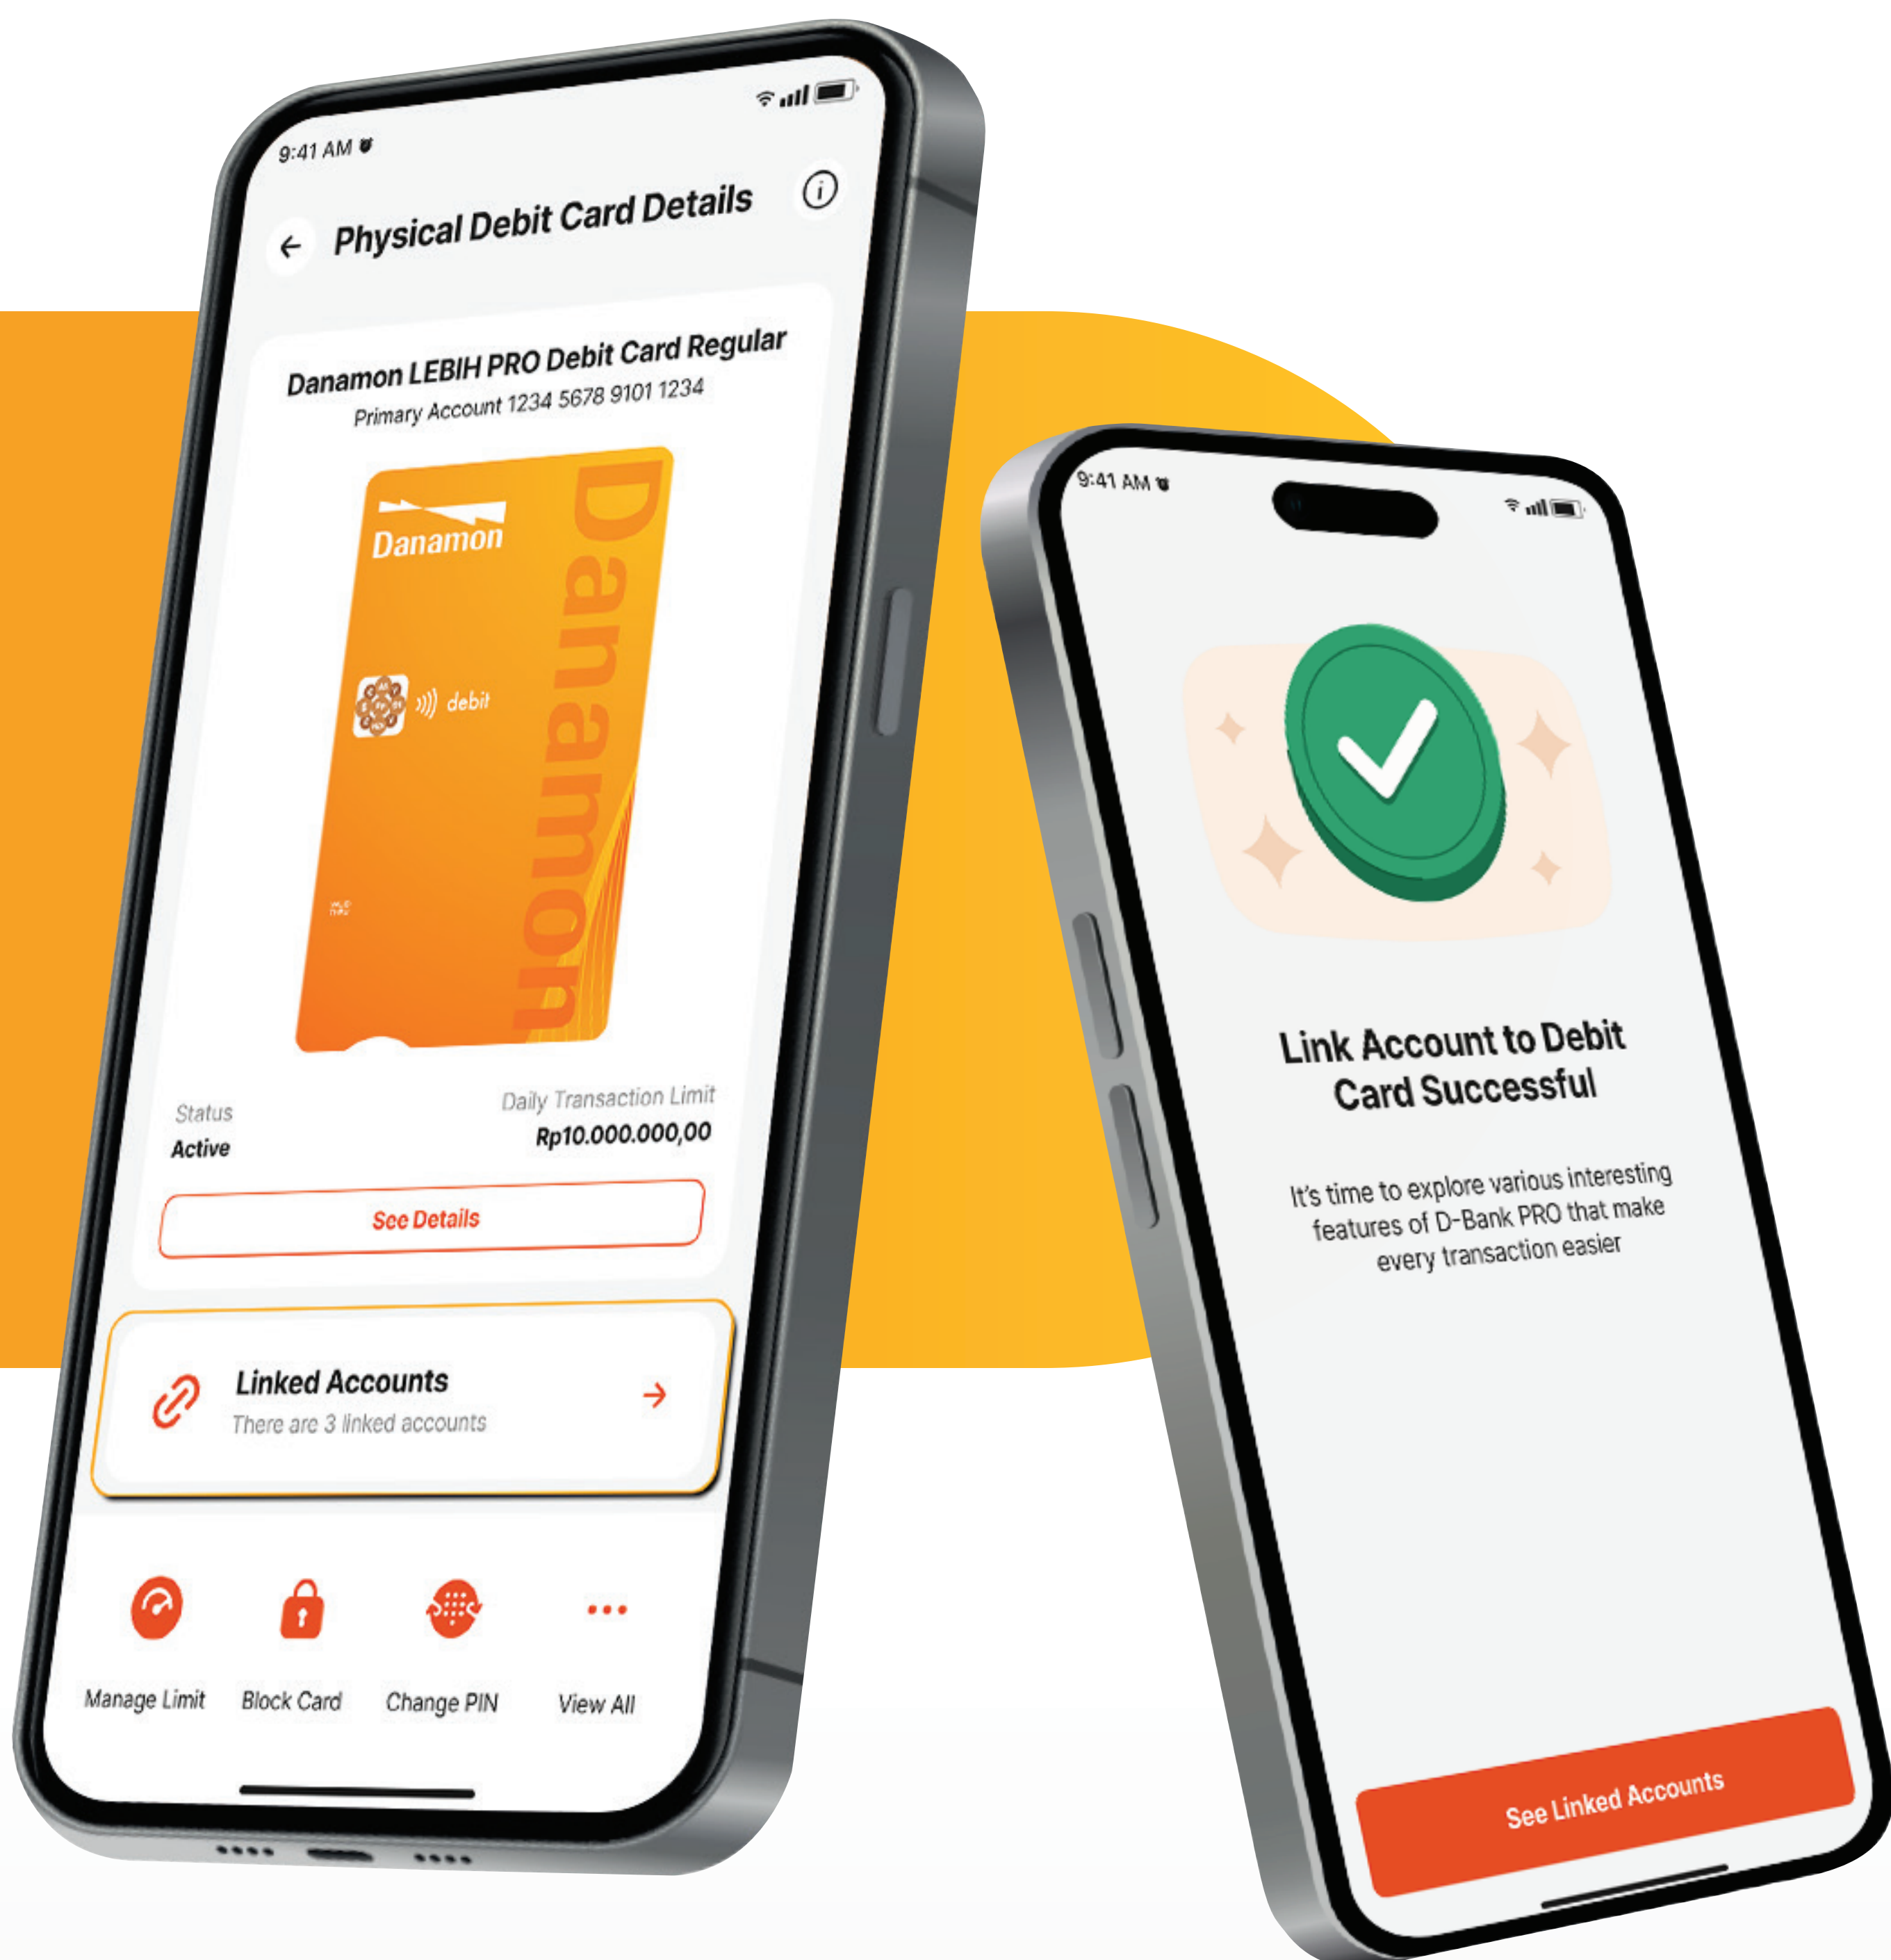 9:41 AM
Physical Debit Card Details
Danamon LEBIH PRO Debit Card Regular
Primary Account 1234 5678 9101 1234
Danamon
Danamon
debit
VALID
THRU
Status
Active
Daily Transaction Limit
Rp10.000.000,00
See Details
Linked Accounts
There are 3 linked accounts
Manage Limit
Block Card
Change PIN
View All
9:41 AM
Link Account to Debit
Card Successful
It's time to explore various interesting
features of D-Bank PRO that make
every transaction easier
See Linked Accounts